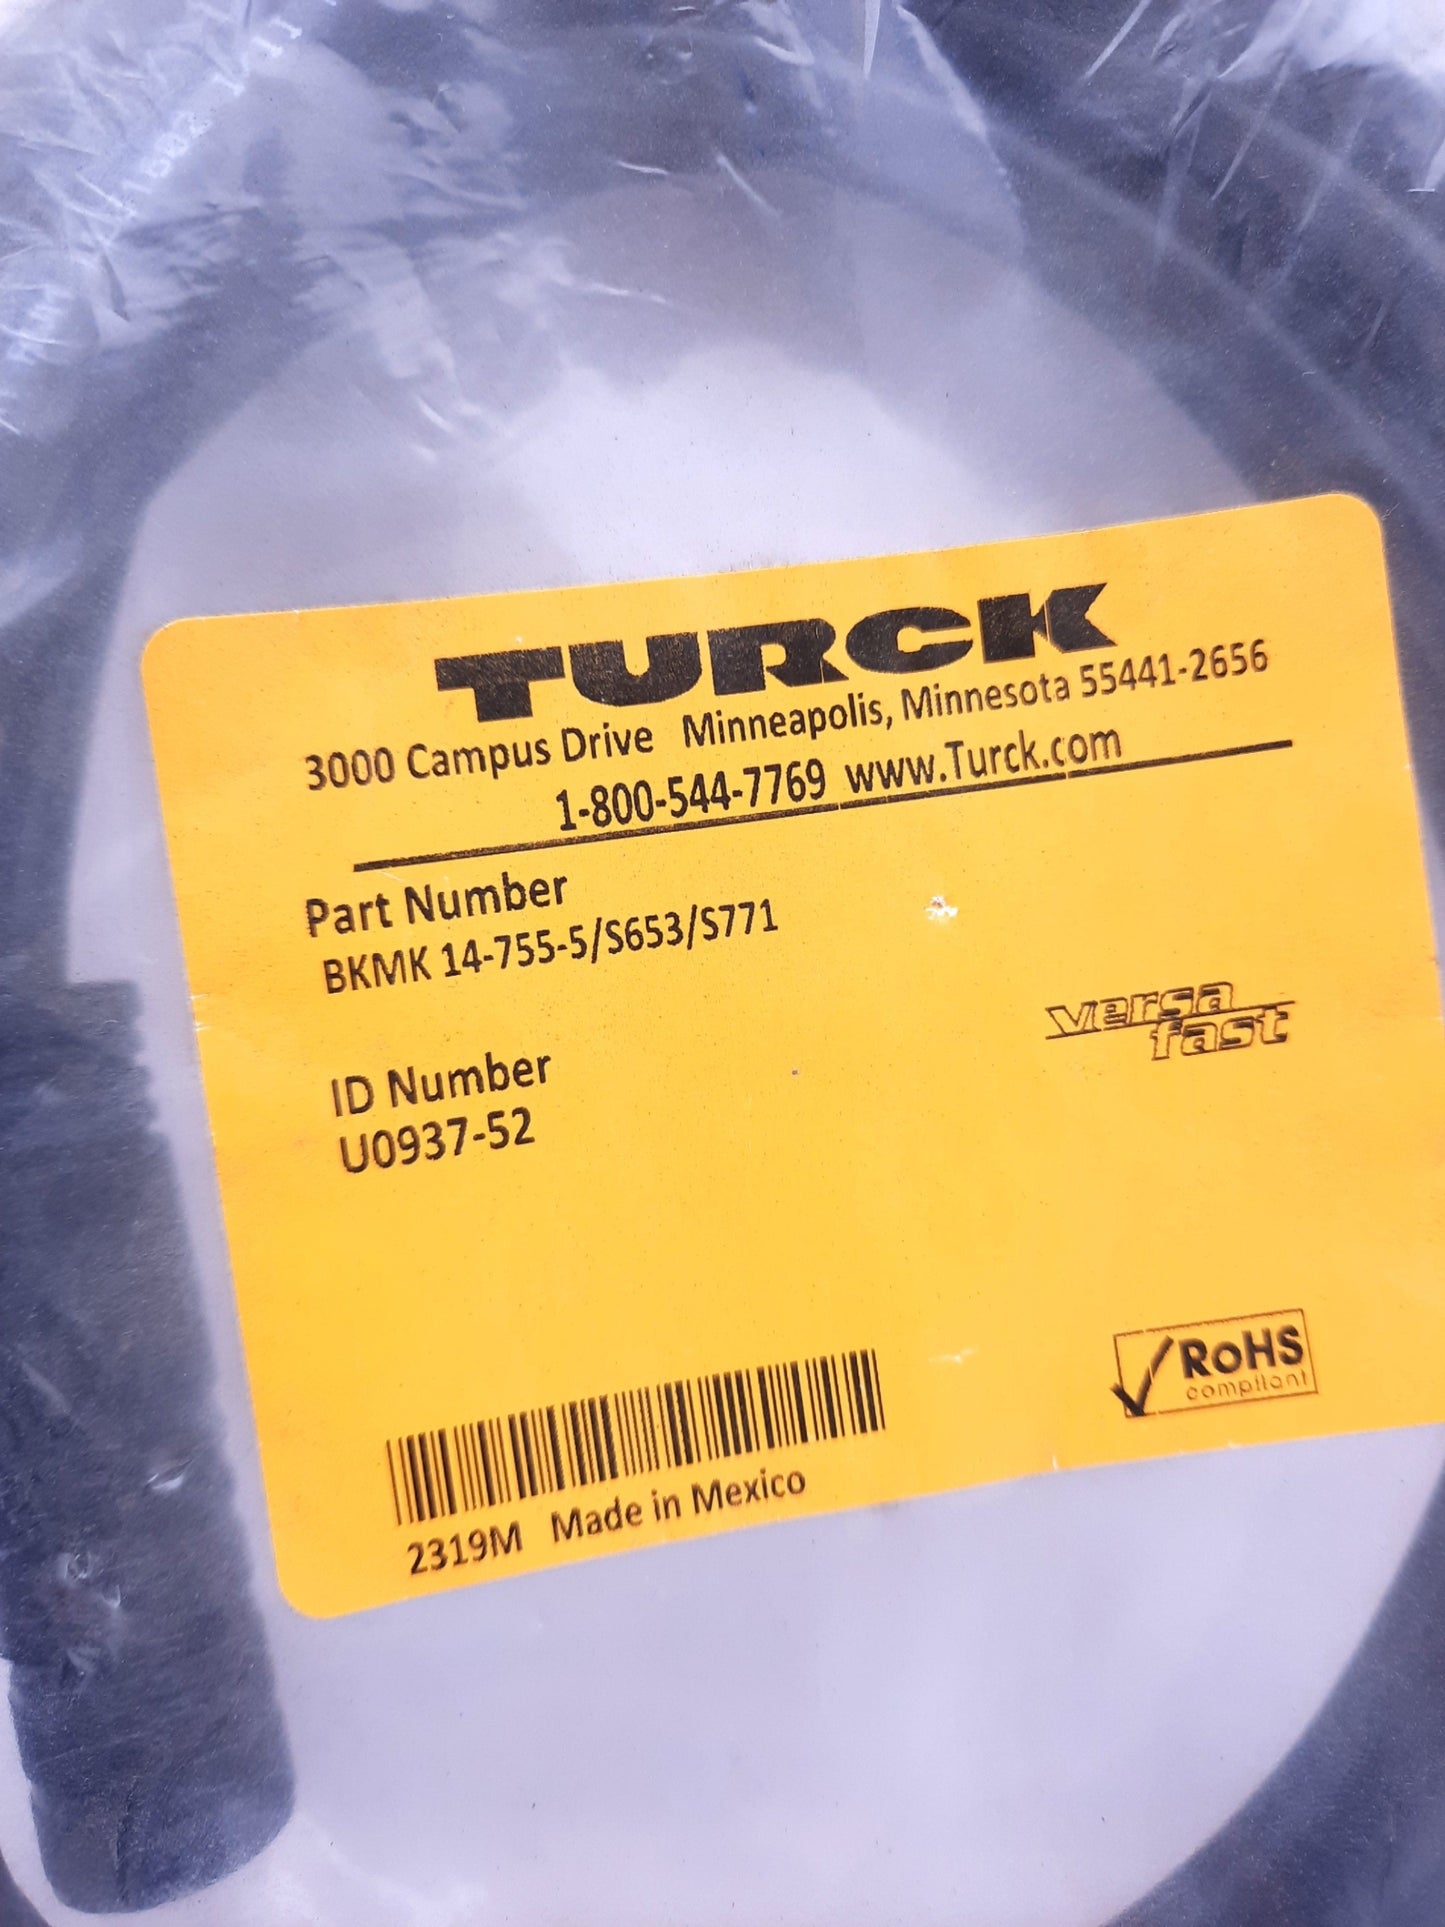 TURCK
3000 Campus Drive Minneapolis, Minnesota 55441-2656
1-800-544-7769 www.Turck.com
Part Number
BKMK 14-755-5/S653/S771
versa
fast
ID Number
U0937-52
RoHS
compliant
2319M Made in Mexico